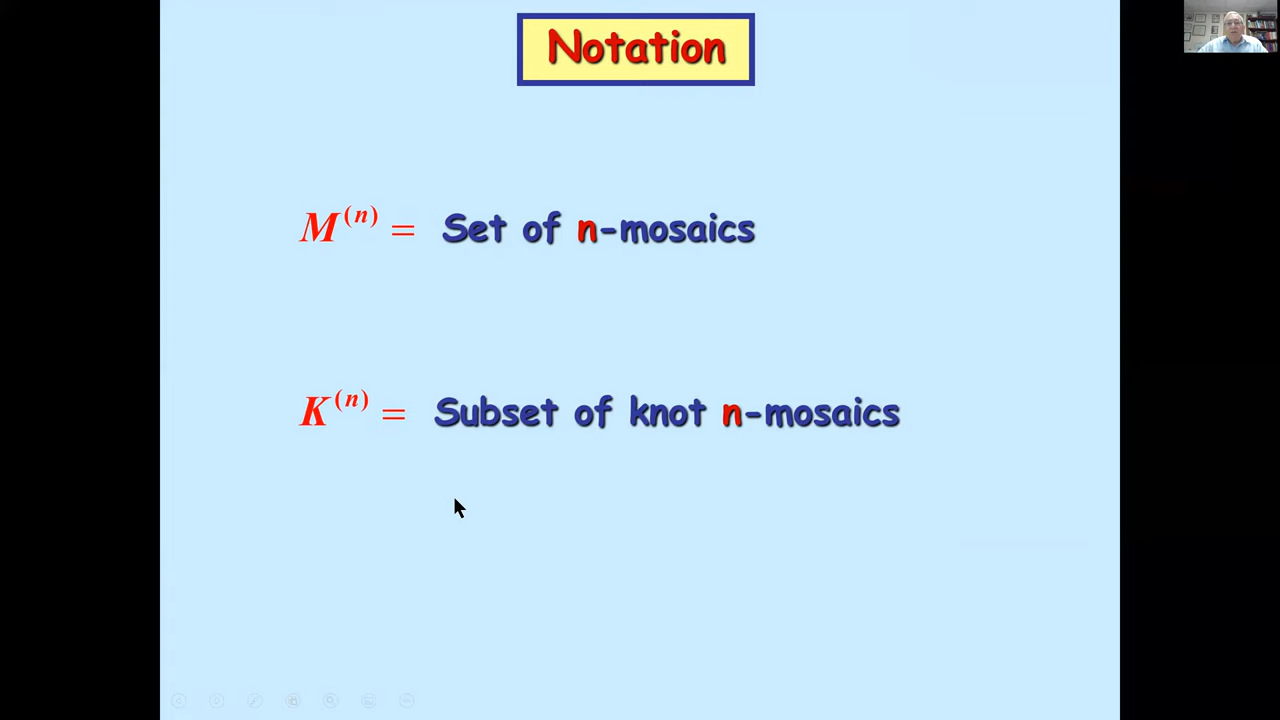 Notation
M^(n) = Set of n-mosaics
K^(n) = Subset of knot n-mosaics